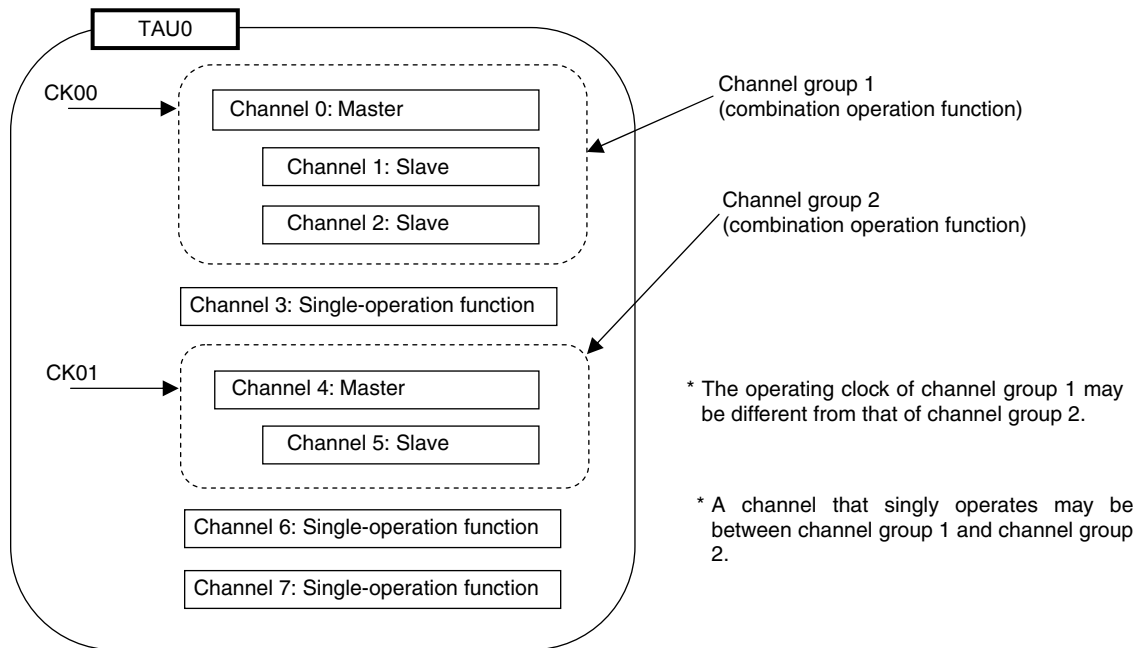 TAU0
CK00
Channel 0: Master
Channel 1: Slave
Channel 2: Slave
Channel group 1
(combination operation function)
Channel group 2
(combination operation function)
Channel 3: Single-operation function
CK01
Channel 4: Master
Channel 5: Slave
* The operating clock of channel group 1 may
be different from that of channel group 2.
Channel 6: Single-operation function
Channel 7: Single-operation function
* A channel that singly operates may be
between channel group 1 and channel group
2.